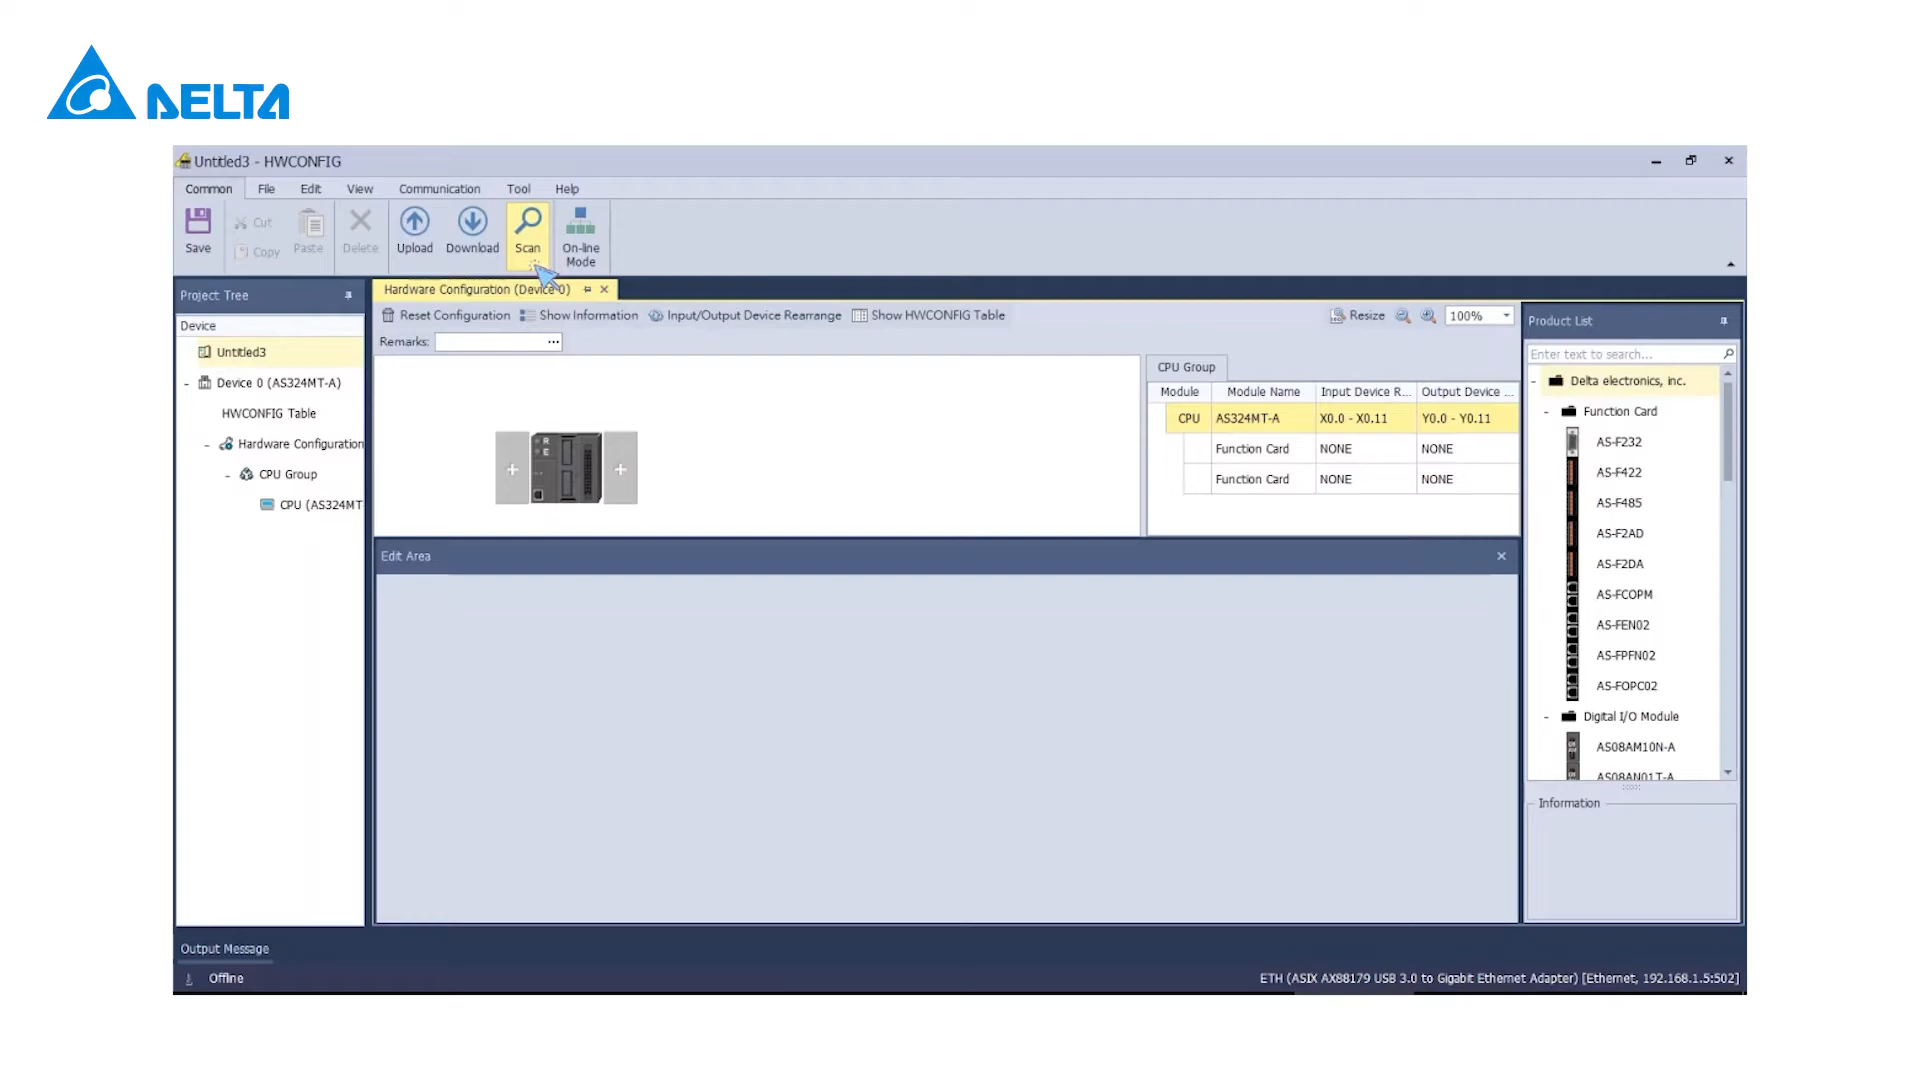 DELTA
Untitled3 - HWCONFIG
Common File Edit View Communication Tool Help
Save Cut Copy Paste Delete Upload Download Scan On-line Mode
Project Tree
Device
Untitled3
Device 0 (AS324MT-A)
HWCONFIG Table
Hardware Configuration
CPU Group
CPU (AS324MT
Hardware Configuration (Device 0)
Reset Configuration Show Information Input/Output Device Rearrange Show HWCONFIG Table Resize 100%
Remarks: ...
R
E
CPU Group
Module Module Name Input Device R... Output Device ...
CPU AS324MT-A X0.0 - X0.11 Y0.0 - Y0.11
Function Card NONE NONE
Function Card NONE NONE
Edit Area
Product List
Enter text to search...
Delta electronics, inc.
Function Card
AS-F232
AS-F422
AS-F485
AS-F2AD
AS-F2DA
AS-FCOPM
AS-FEN02
AS-FPFN02
AS-FOPC02
Digital I/O Module
AS08AM10N-A
AS08AN01T-A
Information
Output Message
Offline
ETH (ASIX AX88179 USB 3.0 to Gigabit Ethernet Adapter) [Ethernet, 192.168.1.5:502]